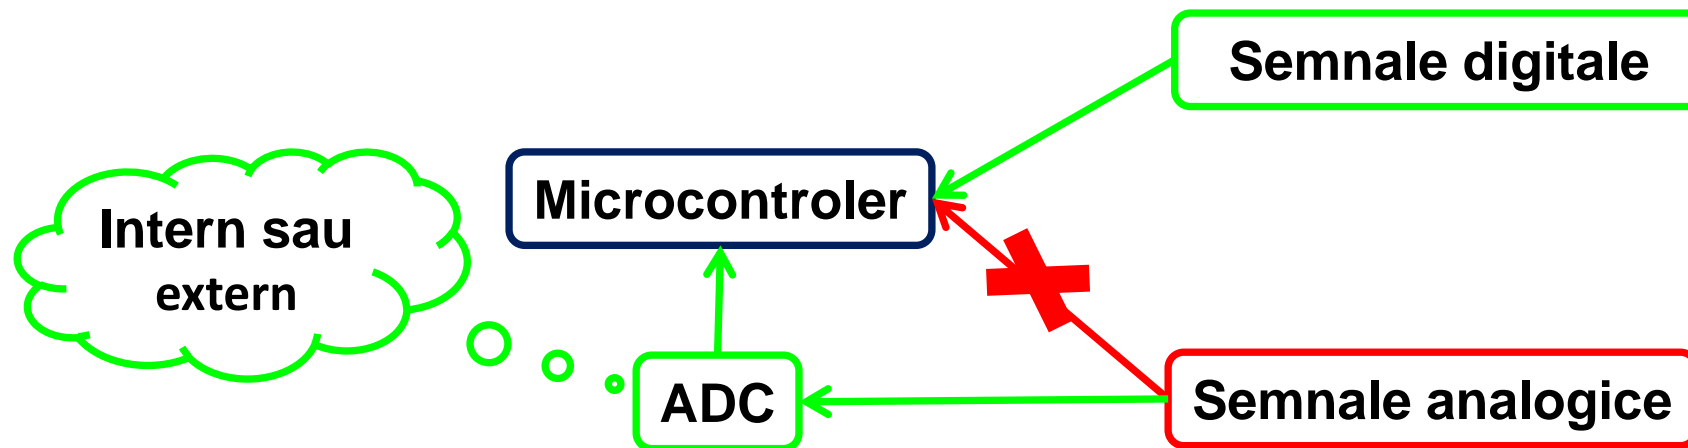 Semnale digitale
Microcontroler
Intern sau
extern
ADC
Semnale analogice